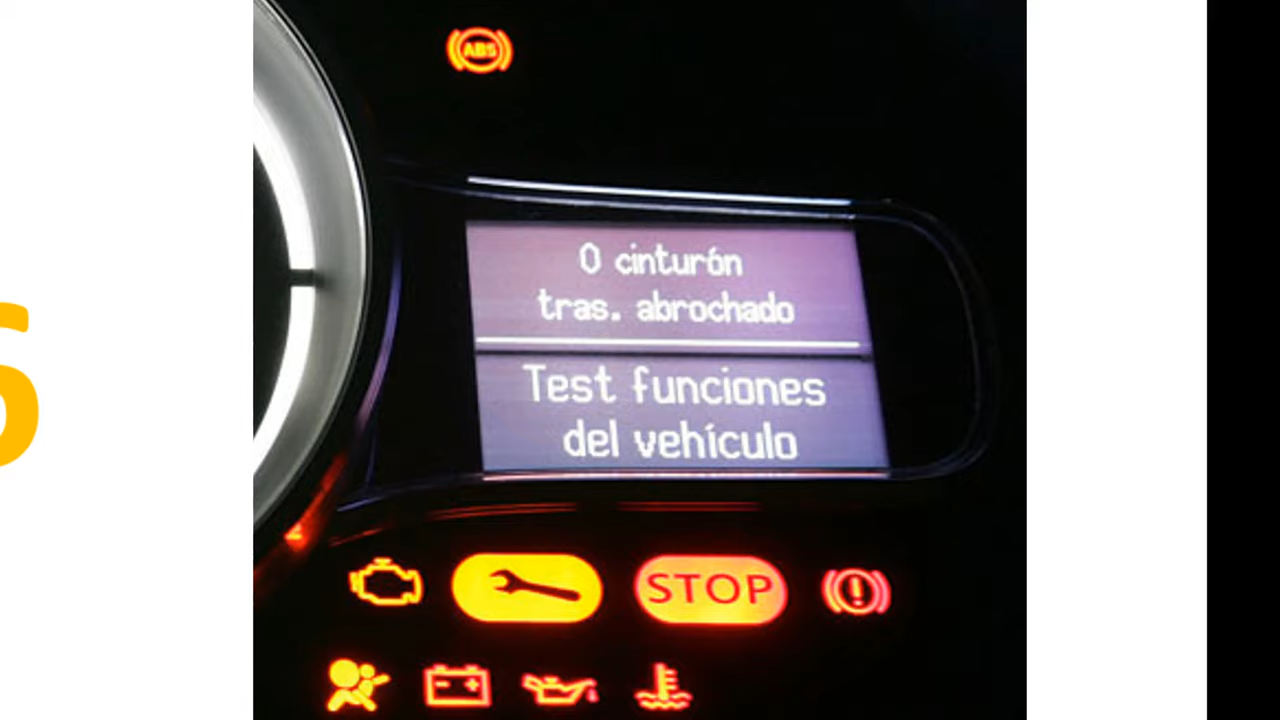 ABS
0 cinturón
tras. abrochado
Test funciones
del vehículo
STOP